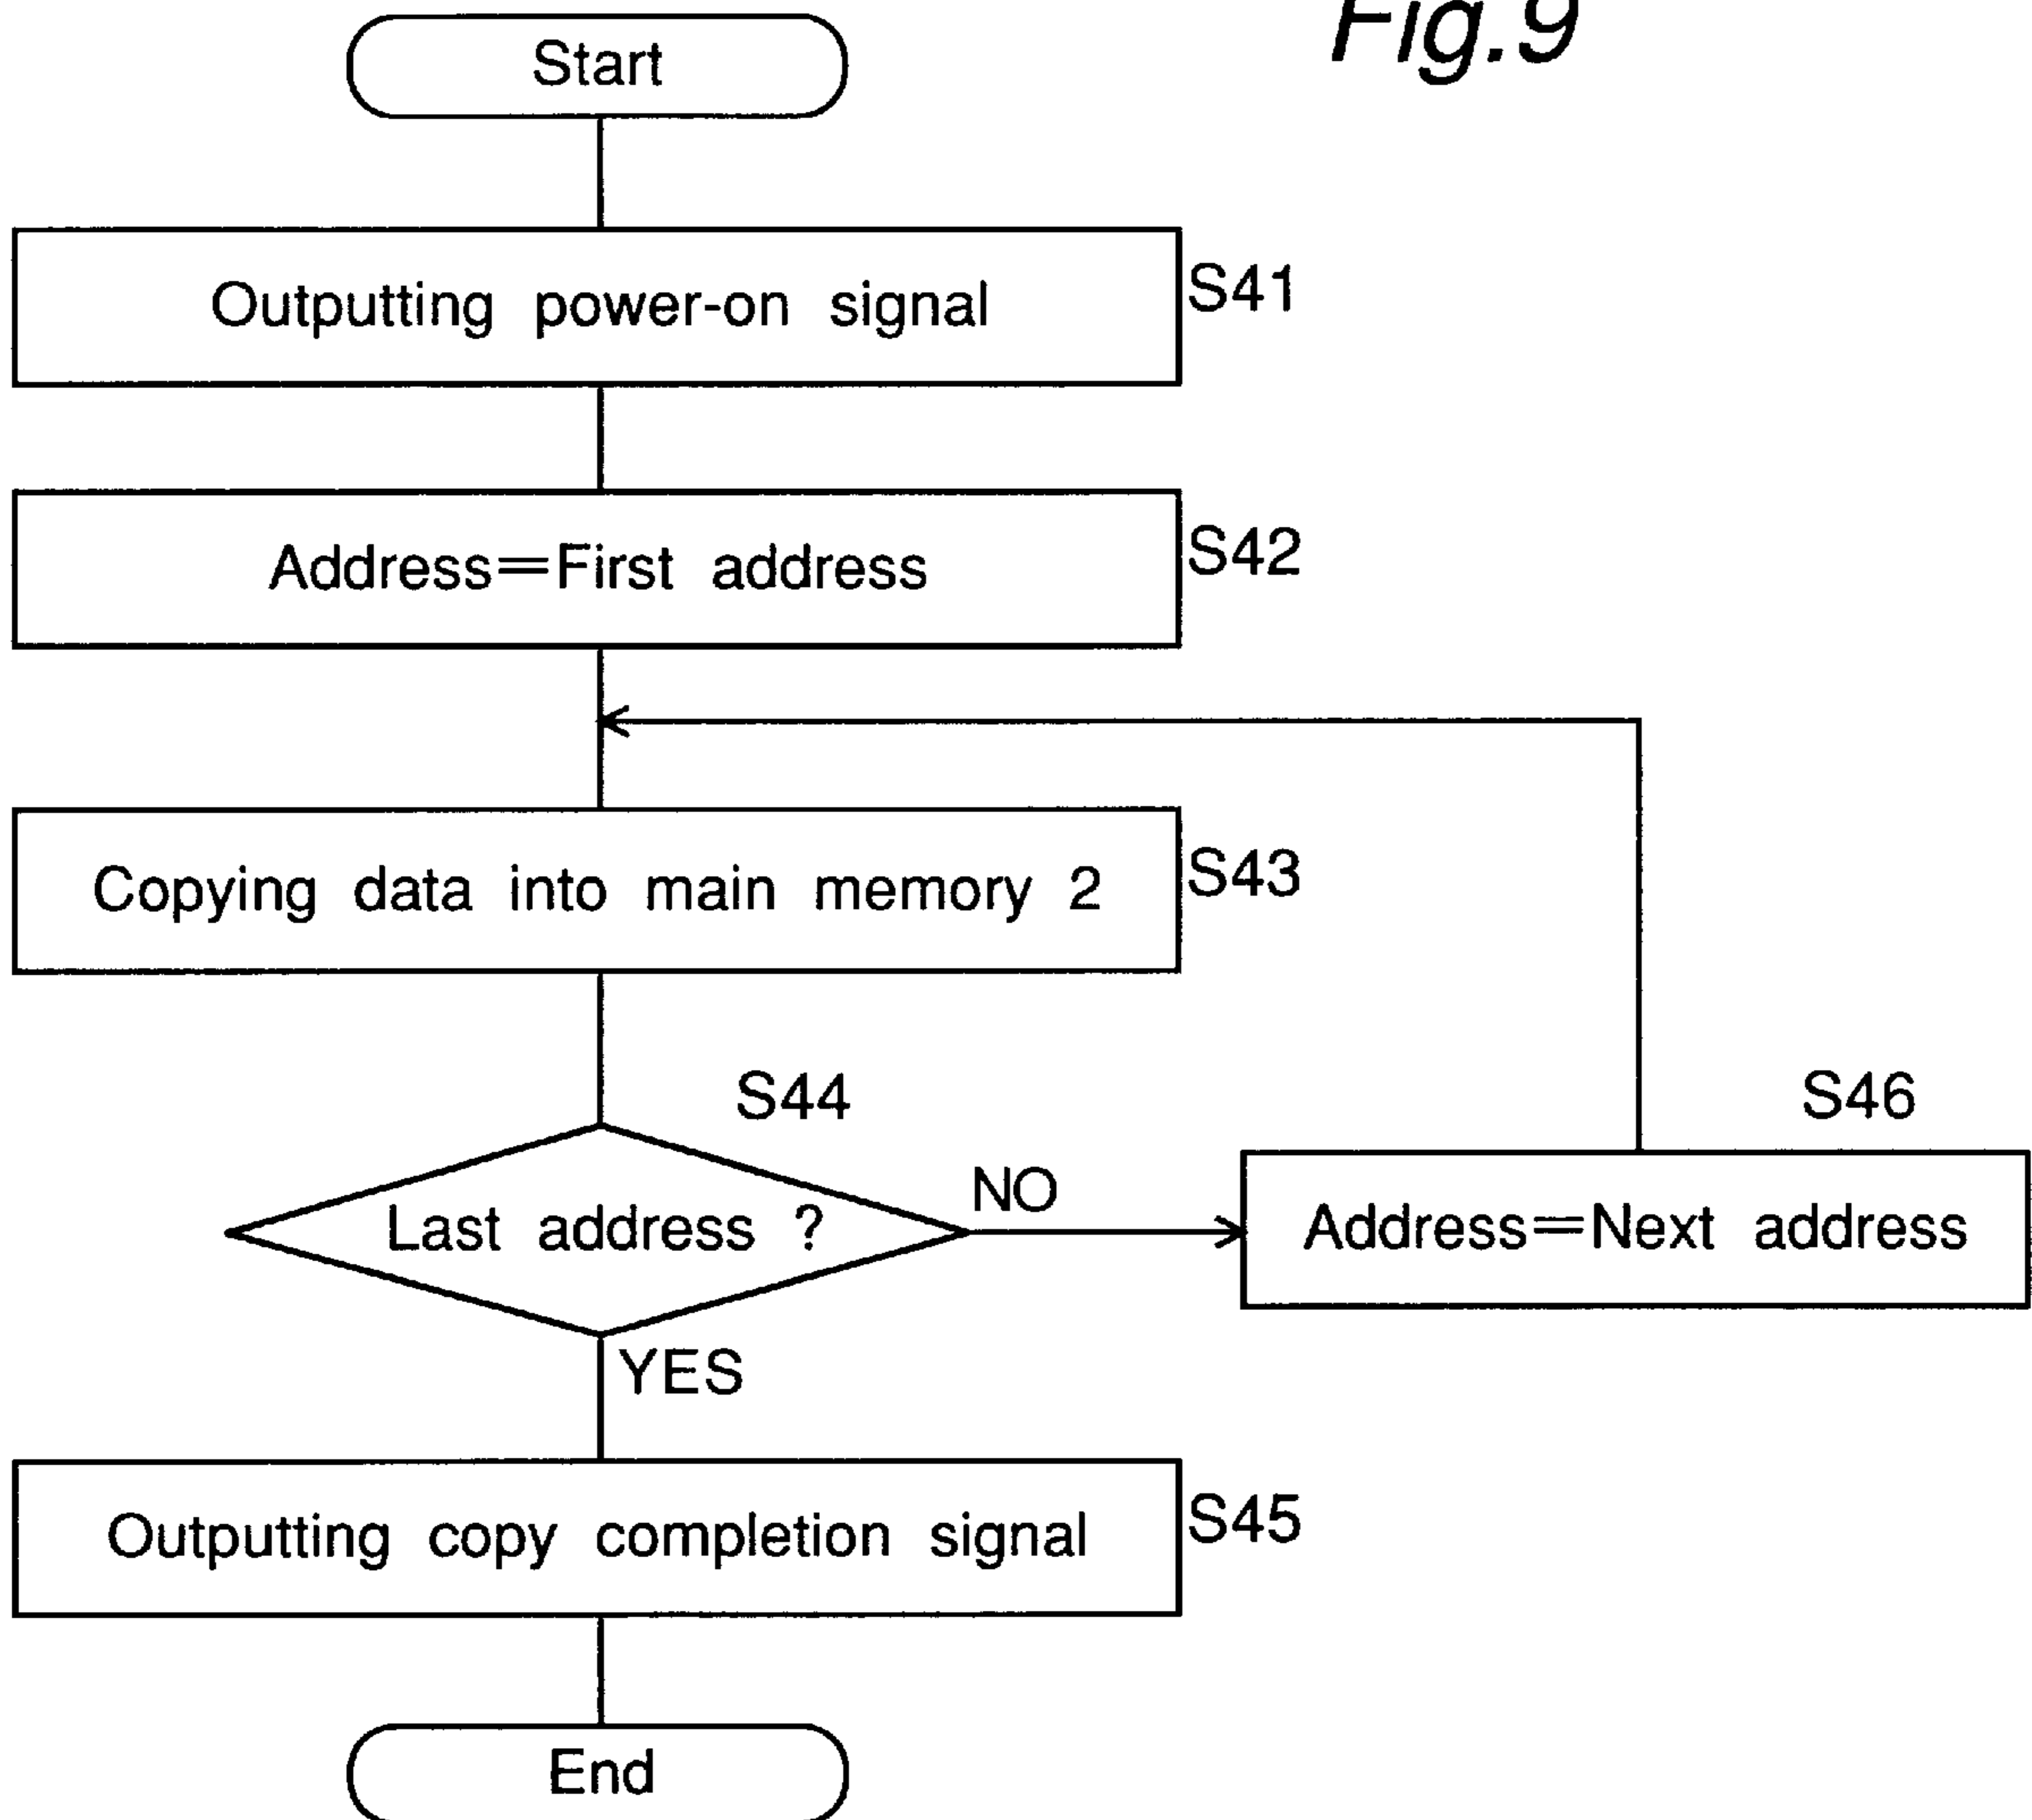 Fig.9
Start
Outputting power-on signal
S41
Address=First address
S42
Copying data into main memory 2
S43
S44
Last address ?
NO
S46
Address=Next address
YES
Outputting copy completion signal
S45
End